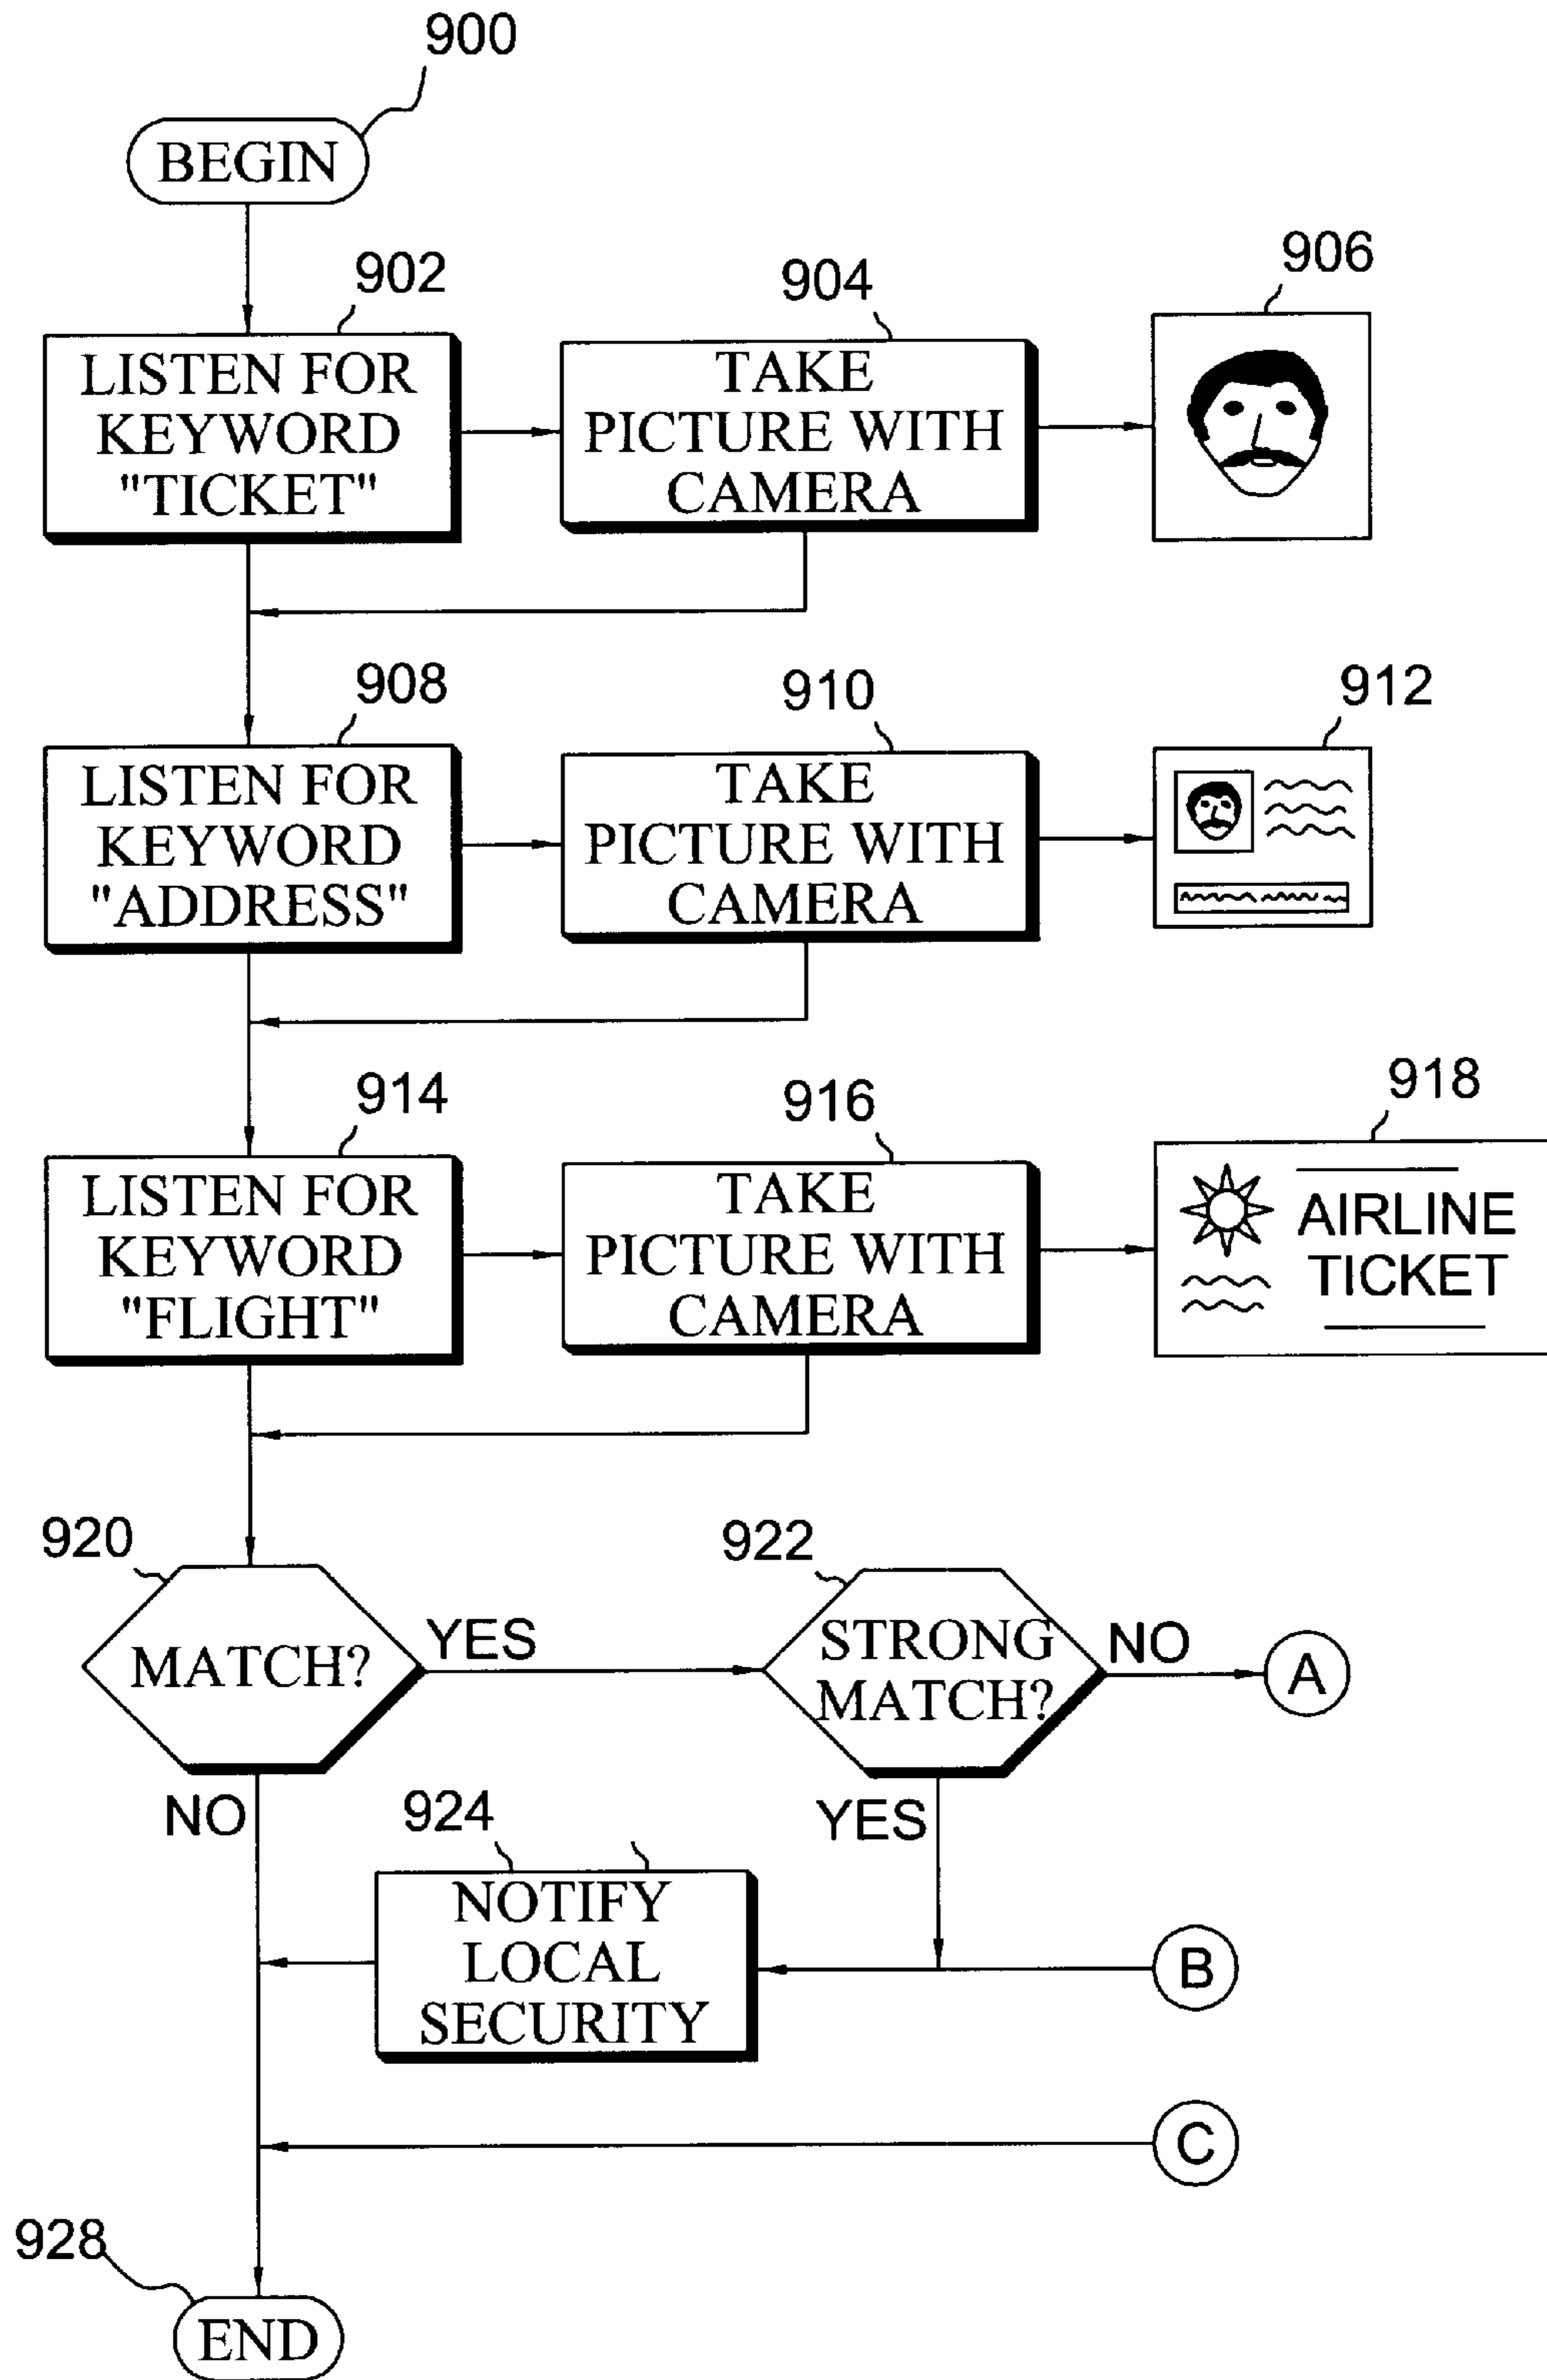 900
BEGIN
902
LISTEN FOR
KEYWORD
"TICKET"
904
TAKE
PICTURE WITH
CAMERA
906
908
LISTEN FOR
KEYWORD
"ADDRESS"
910
TAKE
PICTURE WITH
CAMERA
912
914
LISTEN FOR
KEYWORD
"FLIGHT"
916
TAKE
PICTURE WITH
CAMERA
918
AIRLINE
TICKET
920
MATCH?
YES
922
STRONG
MATCH?
NO
A
NO
YES
924
NOTIFY
LOCAL
SECURITY
B
C
928
END